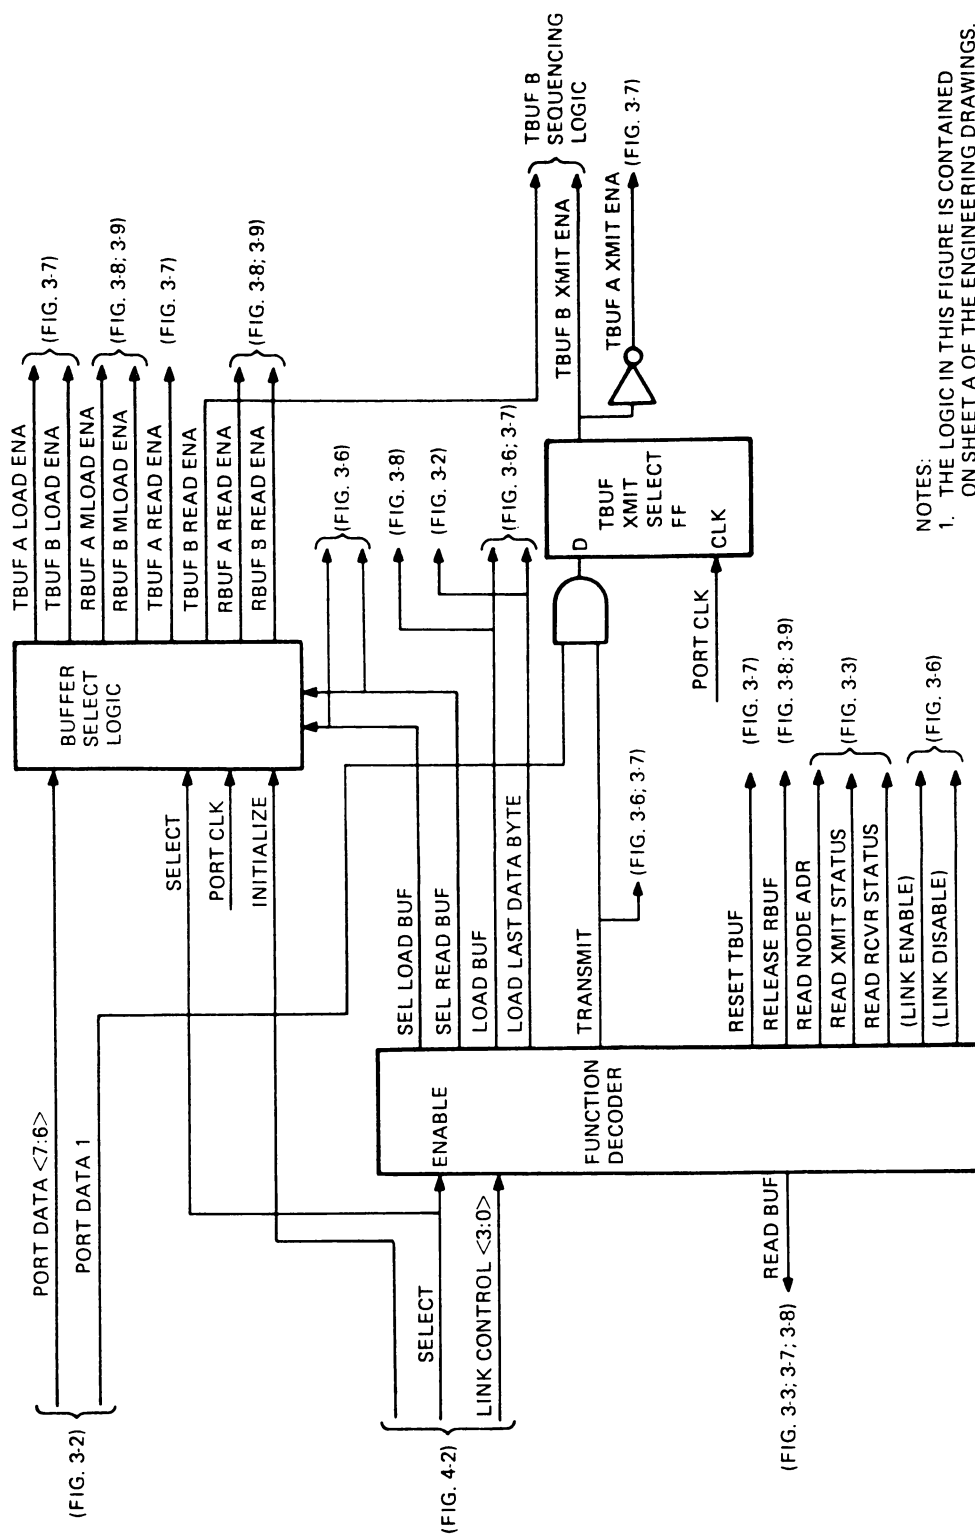 (FIG. 3-2)
PORT DATA <7:6>
PORT DATA 1
SELECT
PORT CLK
INITIALIZE
BUFFER
SELECT
LOGIC
TBUF A LOAD ENA
TBUF B LOAD ENA
(FIG. 3-7)
RBUF A MLOAD ENA
RBUF B MLOAD ENA
(FIG. 3-8; 3-9)
TBUF A READ ENA
(FIG. 3-7)
TBUF B READ ENA
RBUF A READ ENA
RBUF B READ ENA
(FIG. 3-8; 3-9)
(FIG. 3-6)
(FIG. 3-8)
(FIG. 3-2)
(FIG. 3-6; 3-7)
TBUF B
SEQUENCING
LOGIC
TBUF B XMIT ENA
TBUF A XMIT ENA
(FIG. 3-7)
D
TBUF
XMIT
SELECT
FF
CLK
PORT CLK
(FIG. 4-2)
SELECT
LINK CONTROL <3:0>
ENABLE
FUNCTION
DECODER
SEL LOAD BUF
SEL READ BUF
LOAD BUF
LOAD LAST DATA BYTE
TRANSMIT
(FIG. 3-6; 3-7)
RESET TBUF
(FIG. 3-7)
RELEASE RBUF
(FIG. 3-8; 3-9)
READ NODE ADR
READ XMIT STATUS
READ RCVR STATUS
(FIG. 3-3)
(LINK ENABLE)
(LINK DISABLE)
(FIG. 3-6)
READ BUF
(FIG. 3-3; 3-7; 3-8)
NOTES:
1. THE LOGIC IN THIS FIGURE IS CONTAINED
ON SHEET A OF THE ENGINEERING DRAWINGS.